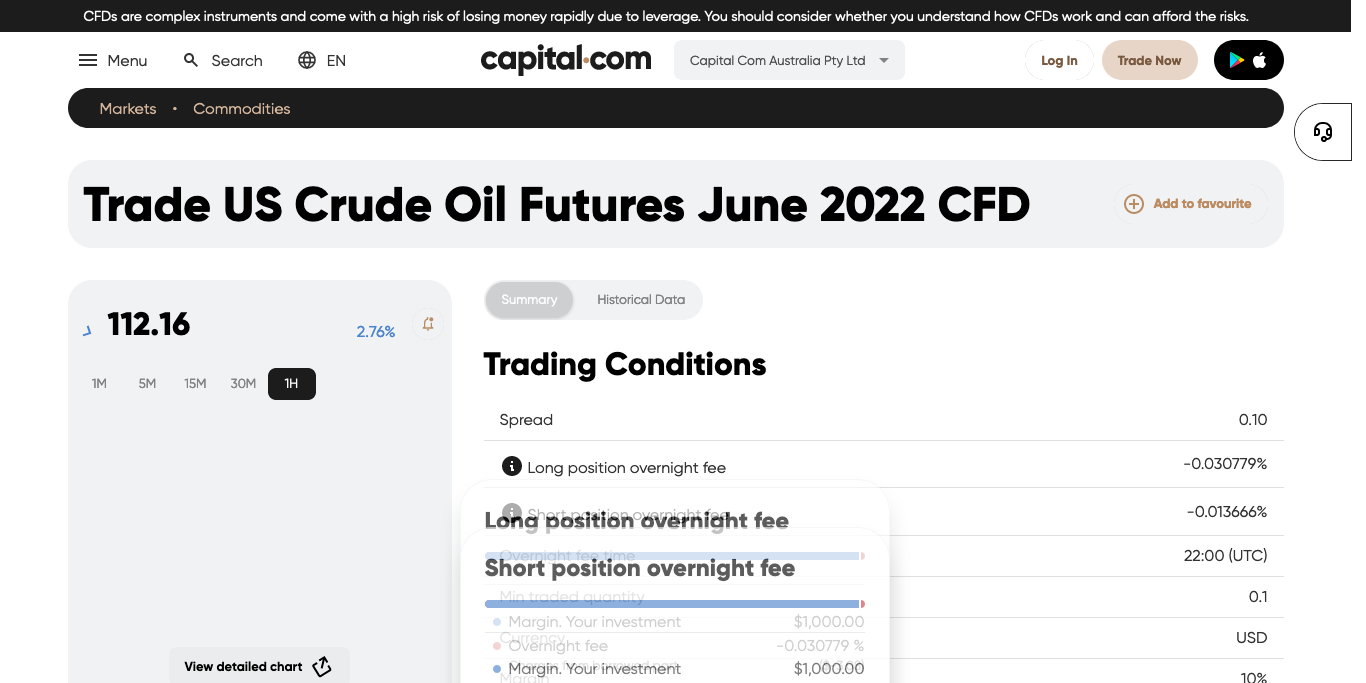 CFDs are complex instruments and come with a high risk of losing money rapidly due to leverage. You should consider whether you understand how CFDs work and can afford the risks.
Menu
Search
EN
capital.com
Capital Com Australia Pty Ltd
Log In
Trade Now
Markets • Commodities
Trade US Crude Oil Futures June 2022 CFD
Add to favourite
112.16
2.76%
1M 5M 15M 30M 1H
View detailed chart
Summary
Historical Data
Trading Conditions
Spread 0.10
Long position overnight fee -0.030779%
Short position overnight fee -0.013666%
Overnight fee time 22:00 (UTC)
Min traded quantity 0.1
Currency USD
Margin 10%
Long position overnight fee
Margin. Your investment $1,000.00
Overnight fee -0.030779 %
Short position overnight fee
Margin. Your investment $1,000.00